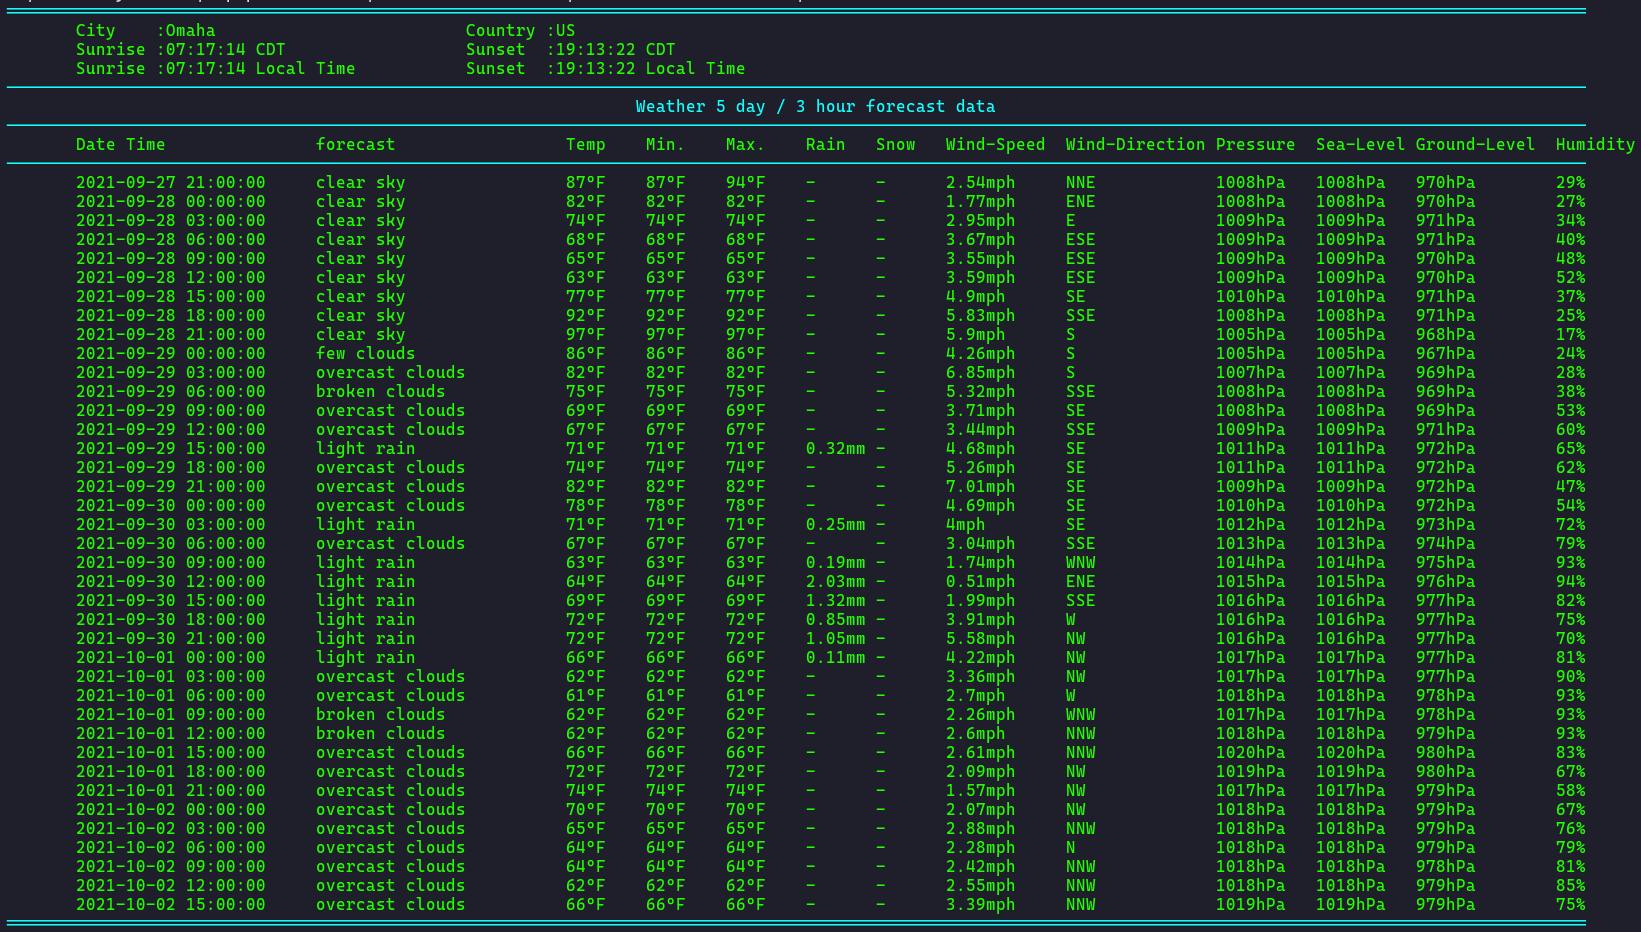 City    :Omaha                         Country :US
Sunrise :07:17:14 CDT                  Sunset  :19:13:22 CDT
Sunrise :07:17:14 Local Time           Sunset  :19:13:22 Local Time
Weather 5 day / 3 hour forecast data
Date Time forecast Temp Min. Max. Rain Snow Wind-Speed Wind-Direction Pressure Sea-Level Ground-Level Humidity
2021-09-27 21:00:00 clear sky 87°F 87°F 94°F - - 2.54mph NNE 1008hPa 1008hPa 970hPa 29%
2021-09-28 00:00:00 clear sky 82°F 82°F 82°F - - 1.77mph ENE 1008hPa 1008hPa 970hPa 27%
2021-09-28 03:00:00 clear sky 74°F 74°F 74°F - - 2.95mph E 1009hPa 1009hPa 971hPa 34%
2021-09-28 06:00:00 clear sky 68°F 68°F 68°F - - 3.67mph ESE 1009hPa 1009hPa 971hPa 40%
2021-09-28 09:00:00 clear sky 65°F 65°F 65°F - - 3.55mph ESE 1009hPa 1009hPa 970hPa 48%
2021-09-28 12:00:00 clear sky 63°F 63°F 63°F - - 3.59mph ESE 1009hPa 1009hPa 970hPa 52%
2021-09-28 15:00:00 clear sky 77°F 77°F 77°F - - 4.9mph SE 1010hPa 1010hPa 971hPa 37%
2021-09-28 18:00:00 clear sky 92°F 92°F 92°F - - 5.83mph SSE 1008hPa 1008hPa 971hPa 25%
2021-09-28 21:00:00 clear sky 97°F 97°F 97°F - - 5.9mph S 1005hPa 1005hPa 968hPa 17%
2021-09-29 00:00:00 few clouds 86°F 86°F 86°F - - 4.26mph S 1005hPa 1005hPa 967hPa 24%
2021-09-29 03:00:00 overcast clouds 82°F 82°F 82°F - - 6.85mph S 1007hPa 1007hPa 969hPa 28%
2021-09-29 06:00:00 broken clouds 75°F 75°F 75°F - - 5.32mph SSE 1008hPa 1008hPa 969hPa 38%
2021-09-29 09:00:00 overcast clouds 69°F 69°F 69°F - - 3.71mph SE 1008hPa 1008hPa 969hPa 53%
2021-09-29 12:00:00 overcast clouds 67°F 67°F 67°F - - 3.44mph SSE 1009hPa 1009hPa 971hPa 60%
2021-09-29 15:00:00 light rain 71°F 71°F 71°F 0.32mm - 4.68mph SE 1011hPa 1011hPa 972hPa 65%
2021-09-29 18:00:00 overcast clouds 74°F 74°F 74°F - - 5.26mph SE 1011hPa 1011hPa 972hPa 62%
2021-09-29 21:00:00 overcast clouds 82°F 82°F 82°F - - 7.01mph SE 1009hPa 1009hPa 972hPa 47%
2021-09-30 00:00:00 overcast clouds 78°F 78°F 78°F - - 4.69mph SE 1010hPa 1010hPa 972hPa 54%
2021-09-30 03:00:00 light rain 71°F 71°F 71°F 0.25mm - 4mph SE 1012hPa 1012hPa 973hPa 72%
2021-09-30 06:00:00 overcast clouds 67°F 67°F 67°F - - 3.04mph SSE 1013hPa 1013hPa 974hPa 79%
2021-09-30 09:00:00 light rain 63°F 63°F 63°F 0.19mm - 1.74mph WNW 1014hPa 1014hPa 975hPa 93%
2021-09-30 12:00:00 light rain 64°F 64°F 64°F 2.03mm - 0.51mph ENE 1015hPa 1015hPa 976hPa 94%
2021-09-30 15:00:00 light rain 69°F 69°F 69°F 1.32mm - 1.99mph SSE 1016hPa 1016hPa 977hPa 82%
2021-09-30 18:00:00 light rain 72°F 72°F 72°F 0.85mm - 3.91mph W 1016hPa 1016hPa 977hPa 75%
2021-09-30 21:00:00 light rain 72°F 72°F 72°F 1.05mm - 5.58mph NW 1016hPa 1016hPa 977hPa 70%
2021-10-01 00:00:00 light rain 66°F 66°F 66°F 0.11mm - 4.22mph NW 1017hPa 1017hPa 977hPa 81%
2021-10-01 03:00:00 overcast clouds 62°F 62°F 62°F - - 3.36mph NW 1017hPa 1017hPa 977hPa 90%
2021-10-01 06:00:00 overcast clouds 61°F 61°F 61°F - - 2.7mph W 1018hPa 1018hPa 978hPa 93%
2021-10-01 09:00:00 broken clouds 62°F 62°F 62°F - - 2.26mph WNW 1017hPa 1017hPa 978hPa 93%
2021-10-01 12:00:00 broken clouds 62°F 62°F 62°F - - 2.6mph NNW 1018hPa 1018hPa 979hPa 93%
2021-10-01 15:00:00 overcast clouds 66°F 66°F 66°F - - 2.61mph NNW 1020hPa 1020hPa 980hPa 83%
2021-10-01 18:00:00 overcast clouds 72°F 72°F 72°F - - 2.09mph NW 1019hPa 1019hPa 980hPa 67%
2021-10-01 21:00:00 overcast clouds 74°F 74°F 74°F - - 1.57mph NW 1017hPa 1017hPa 979hPa 58%
2021-10-02 00:00:00 overcast clouds 70°F 70°F 70°F - - 2.07mph NW 1018hPa 1018hPa 979hPa 67%
2021-10-02 03:00:00 overcast clouds 65°F 65°F 65°F - - 2.88mph NNW 1018hPa 1018hPa 979hPa 76%
2021-10-02 06:00:00 overcast clouds 64°F 64°F 64°F - - 2.28mph N 1018hPa 1018hPa 979hPa 79%
2021-10-02 09:00:00 overcast clouds 64°F 64°F 64°F - - 2.42mph NNW 1018hPa 1018hPa 978hPa 81%
2021-10-02 12:00:00 overcast clouds 62°F 62°F 62°F - - 2.55mph NNW 1018hPa 1018hPa 979hPa 85%
2021-10-02 15:00:00 overcast clouds 66°F 66°F 66°F - - 3.39mph NNW 1019hPa 1019hPa 979hPa 75%